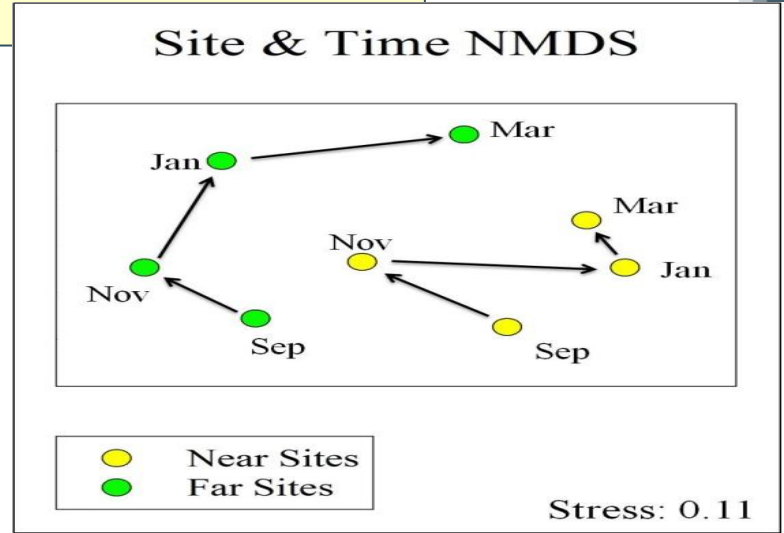 Site & Time NMDS
Mar
Jan
Mar
Nov
Jan
Nov
Sep
Sep
Near Sites
Far Sites
Stress: 0.11